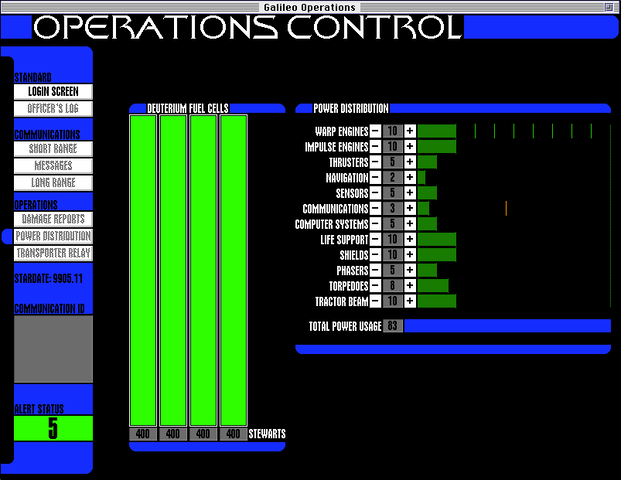 Galileo Operations
OPERATIONS CONTROL
STANDARD
LOGIN SCREEN
OFFICER'S LOG
COMMUNICATIONS
SHORT RANGE
MESSAGES
LONG RANGE
OPERATIONS
DAMAGE REPORTS
POWER DISTRIBUTION
TRANSPORTER RELAY
STARDATE: 9905.11
COMMUNICATION ID
ALERT STATUS
5
DEUTERIUM FUEL CELLS
400 400 400 400 STEWARTS
POWER DISTRIBUTION
WARP ENGINES - 10 +
IMPULSE ENGINES - 10 +
THRUSTERS - 5 +
NAVIGATION - 2 +
SENSORS - 5 +
COMMUNICATIONS - 3 +
COMPUTER SYSTEMS - 5 +
LIFE SUPPORT - 10 +
SHIELDS - 10 +
PHASERS - 5 +
TORPEDOES - 8 +
TRACTOR BEAM - 10 +
TOTAL POWER USAGE 83